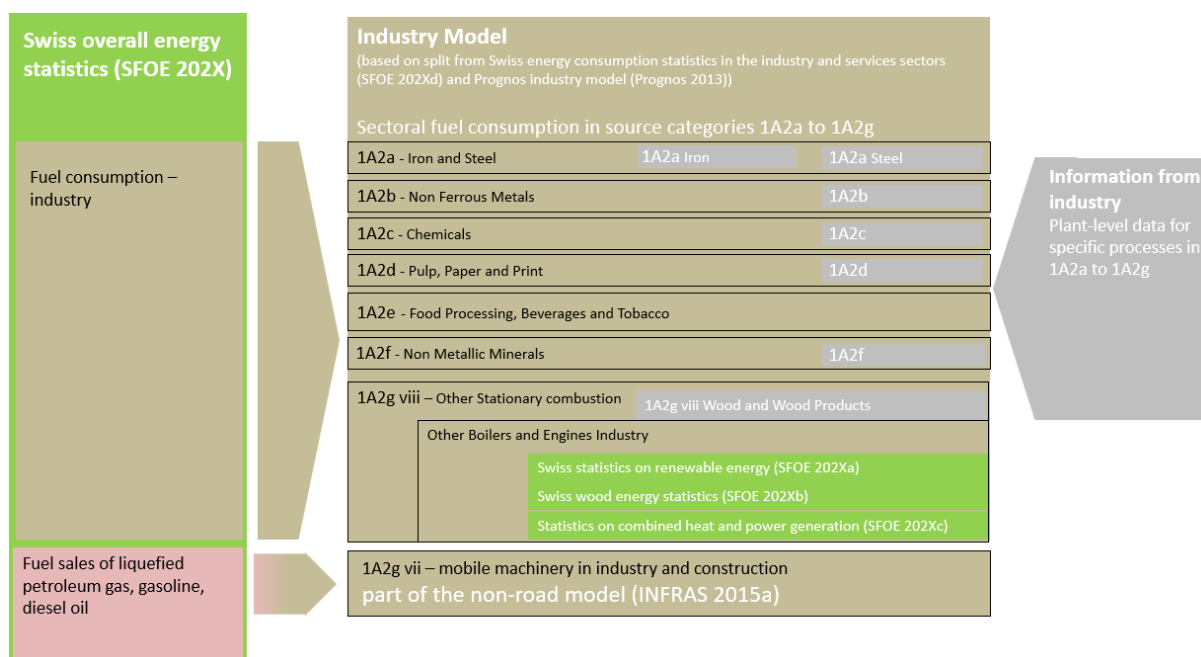 Swiss overall energy
statistics (SFOE 202X)
Fuel consumption –
industry
Fuel sales of liquefied
petroleum gas, gasoline,
diesel oil
Industry Model
(based on split from Swiss energy consumption statistics in the industry and services sectors
(SFOE 202Xd) and Prognos industry model (Prognos 2013))
Sectoral fuel consumption in source categories 1A2a to 1A2g
1A2a - Iron and Steel 1A2a Iron 1A2a Steel
1A2b - Non Ferrous Metals 1A2b
1A2c - Chemicals 1A2c
1A2d - Pulp, Paper and Print 1A2d
1A2e - Food Processing, Beverages and Tobacco
1A2f - Non Metallic Minerals 1A2f
1A2g viii – Other Stationary combustion 1A2g viii Wood and Wood Products
Other Boilers and Engines Industry
Swiss statistics on renewable energy (SFOE 202Xa)
Swiss wood energy statistics (SFOE 202Xb)
Statistics on combined heat and power generation (SFOE 202Xc)
1A2g vii – mobile machinery in industry and construction
part of the non-road model (INFRAS 2015a)
Information from
industry
Plant-level data for
specific processes in
1A2a to 1A2g